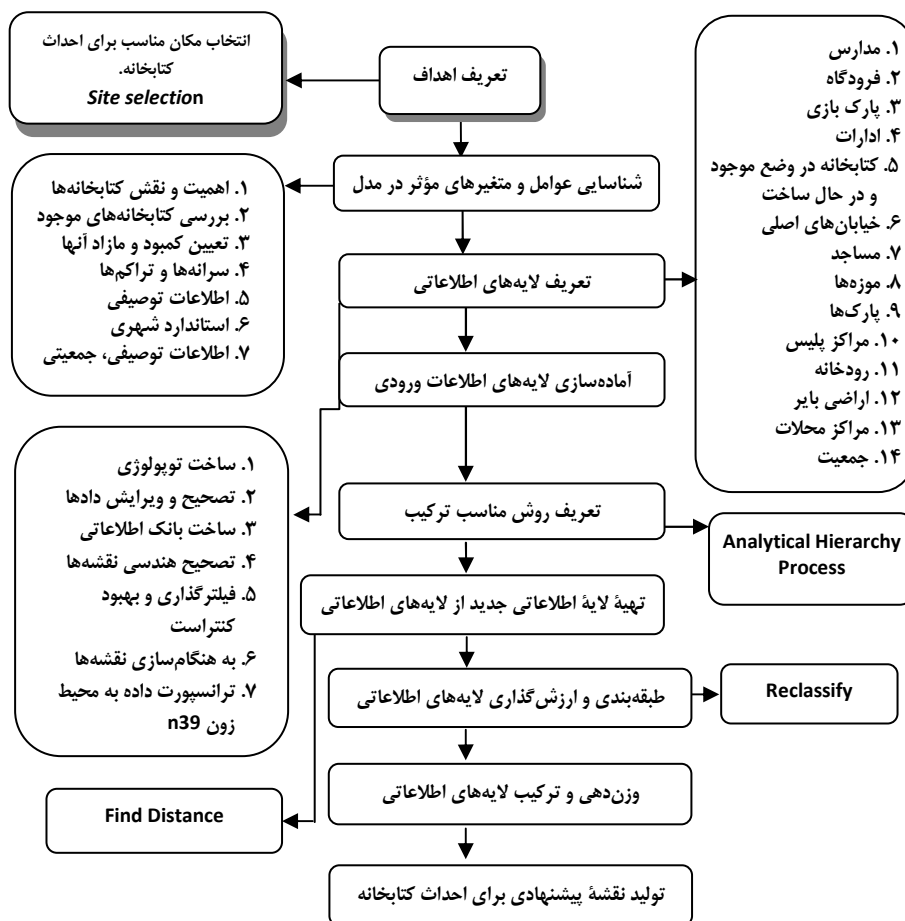 انتخاب مکان مناسب برای احداث
کتابخانه.
Site selection
تعریف اهداف
۱. مدارس
۲. فرودگاه
۳. پارک بازی
۴. ادارات
۵. کتابخانه در وضع موجود
و در حال ساخت
۶. خیابان‌های اصلی
۷. مساجد
۸. موزه‌ها
۹. پارک‌ها
۱۰. مراکز پلیس
۱۱. رودخانه
۱۲. اراضی بایر
۱۳. مراکز محلات
۱۴. جمعیت
شناسایی عوامل و متغیرهای مؤثر در مدل
۱. اهمیت و نقش کتابخانه‌ها
۲. بررسی کتابخانه‌های موجود
۳. تعیین کمبود و مازاد آنها
۴. سرانه‌ها و تراکم‌ها
۵. اطلاعات توصیفی
۶. استاندارد شهری
۷. اطلاعات توصیفی، جمعیتی
تعریف لایه‌های اطلاعاتی
آماده‌سازی لایه‌های اطلاعات ورودی
۱. ساخت توپولوژی
۲. تصحیح و ویرایش دادها
۳. ساخت بانک اطلاعاتی
۴. تصحیح هندسی نقشه‌ها
۵. فیلترگذاری و بهبود
کنتراست
۶. به هنگام‌سازی نقشه‌ها
۷. ترانسپورت داده به محیط
زون n39
تعریف روش مناسب ترکیب
Analytical Hierarchy
Process
تهیۀ لایۀ اطلاعاتی جدید از لایه‌های اطلاعاتی
طبقه‌بندی و ارزش‌گذاری لایه‌های اطلاعاتی
Reclassify
وزن‌دهی و ترکیب لایه‌های اطلاعاتی
Find Distance
تولید نقشۀ پیشنهادی برای احداث کتابخانه